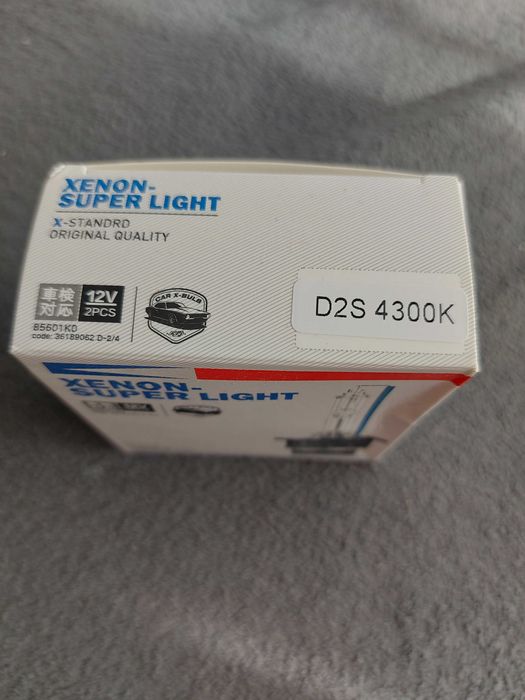 XENON-
SUPER LIGHT
X-STANDRD
ORIGINAL QUALITY
車検
対応
12V
2PCS
CAR X-BULB
85601KD
code: 36189062 D-2/4
D2S 4300K
XENON-
SUPER LIGHT